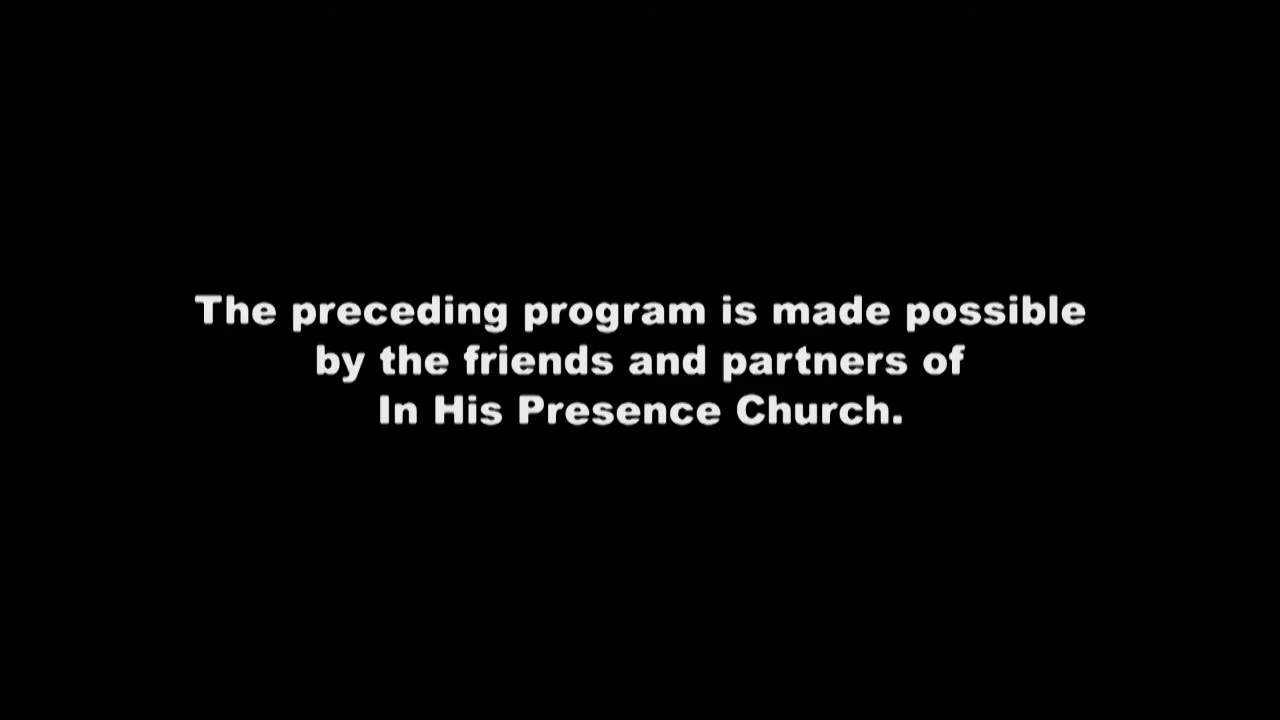 The preceding program is made possible
by the friends and partners of
In His Presence Church.